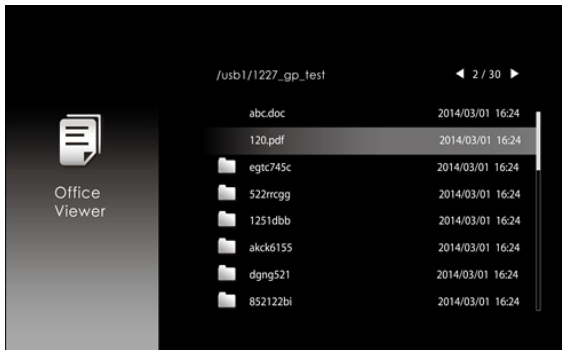 /usb1/1227_gp_test ◀ 2 / 30 ▶
abc.doc 2014/03/01 16:24
120.pdf 2014/03/01 16:24
egtc745c 2014/03/01 16:24
522rrcgg 2014/03/01 16:24
1251dbb 2014/03/01 16:24
akck6155 2014/03/01 16:24
dgng521 2014/03/01 16:24
852122bi 2014/03/01 16:24
Office
Viewer